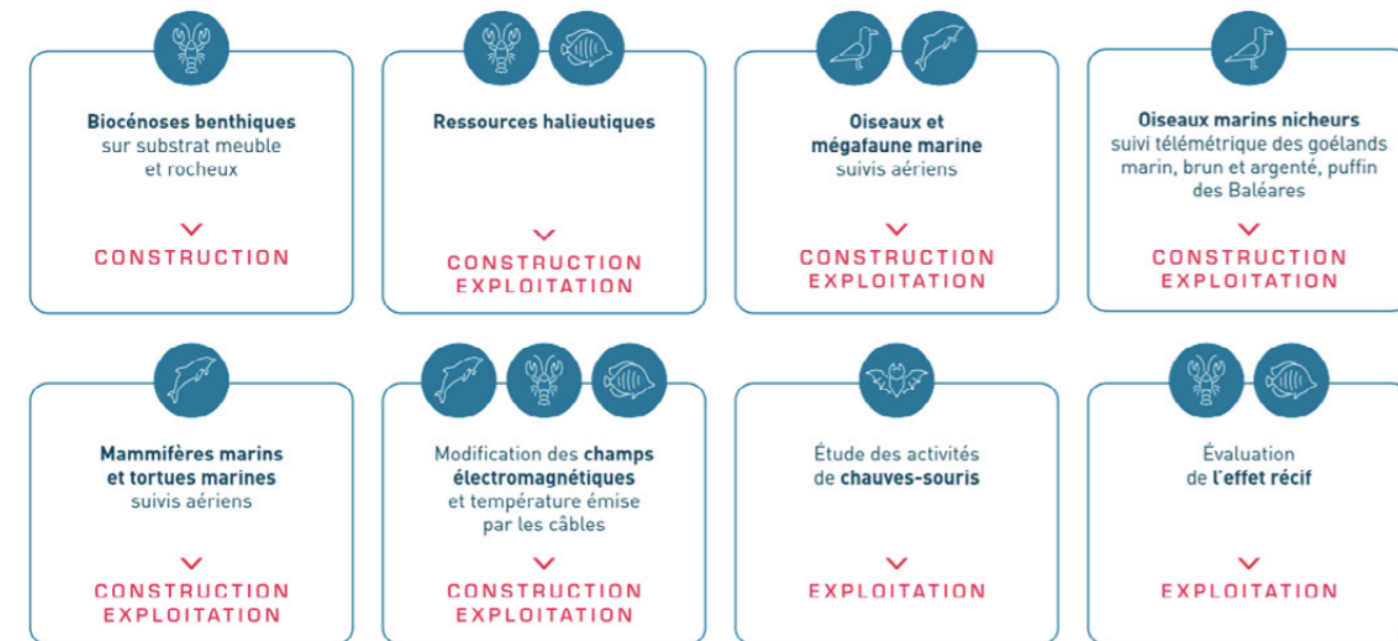 Biocénoses benthiques
sur substrat meuble
et rocheux
CONSTRUCTION
Ressources halieutiques
CONSTRUCTION
EXPLOITATION
Oiseaux et
mégafaune marine
suivis aériens
CONSTRUCTION
EXPLOITATION
Oiseaux marins nicheurs
suivi télémétrique des goélands
marin, brun et argenté, puffin
des Baléares
CONSTRUCTION
EXPLOITATION
Mammifères marins
et tortues marines
suivis aériens
CONSTRUCTION
EXPLOITATION
Modification des champs
électromagnétiques
et température émise
par les câbles
CONSTRUCTION
EXPLOITATION
Étude des activités
de chauves-souris
EXPLOITATION
Évaluation
de l'effet récif
EXPLOITATION